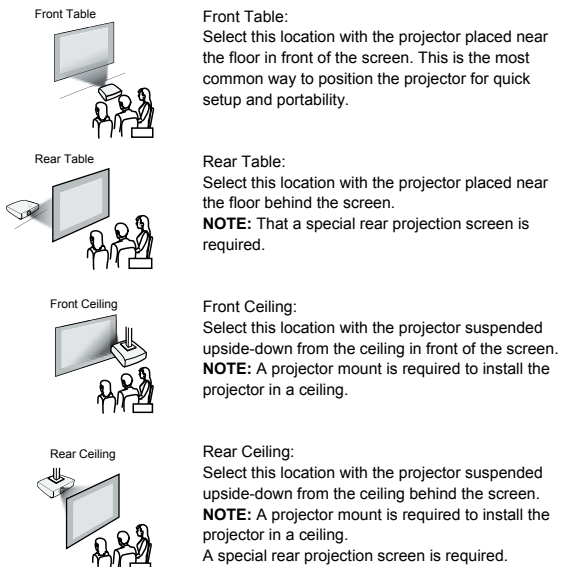 Front Table
Front Table:
Select this location with the projector placed near
the floor in front of the screen. This is the most
common way to position the projector for quick
setup and portability.
Rear Table
Rear Table:
Select this location with the projector placed near
the floor behind the screen.
NOTE: That a special rear projection screen is
required.
Front Ceiling
Front Ceiling:
Select this location with the projector suspended
upside-down from the ceiling in front of the screen.
NOTE: A projector mount is required to install the
projector in a ceiling.
Rear Ceiling
Rear Ceiling:
Select this location with the projector suspended
upside-down from the ceiling behind the screen.
NOTE: A projector mount is required to install the
projector in a ceiling.
A special rear projection screen is required.